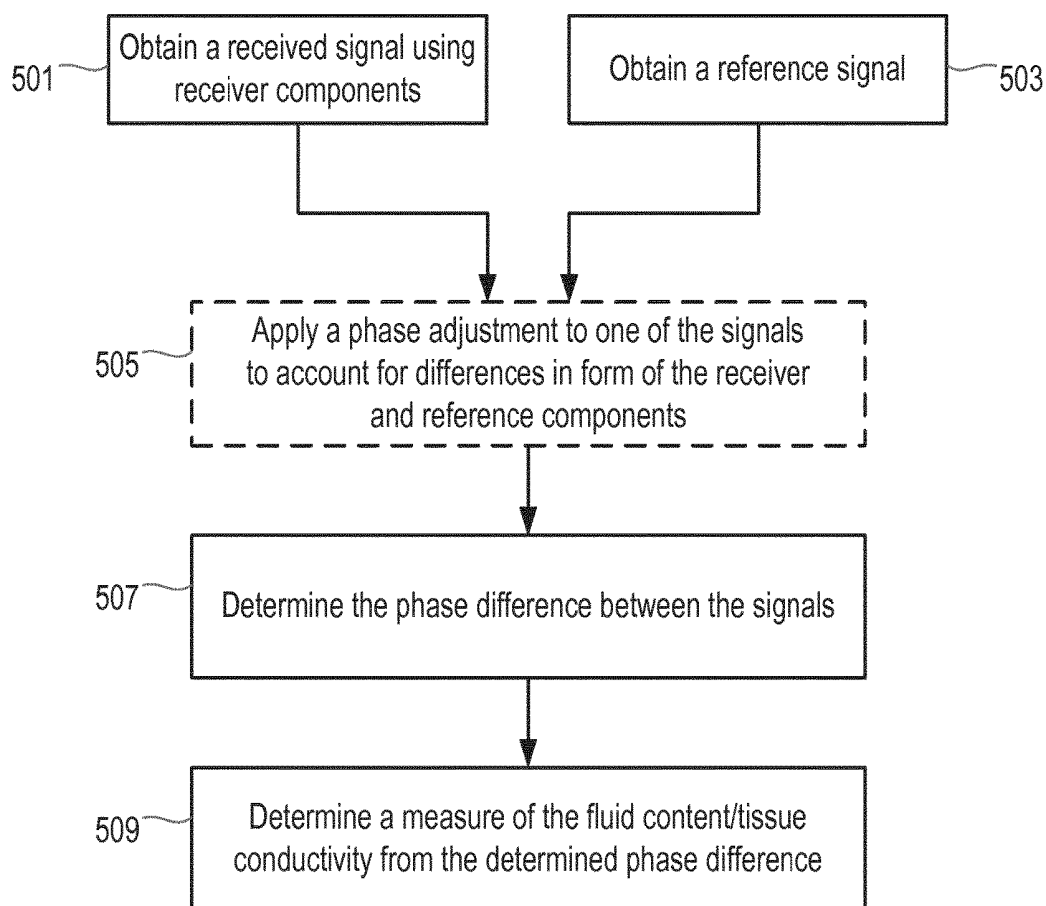 501
Obtain a received signal using
receiver components
Obtain a reference signal
503
505
Apply a phase adjustment to one of the signals
to account for differences in form of the receiver
and reference components
507
Determine the phase difference between the signals
509
Determine a measure of the fluid content/tissue
conductivity from the determined phase difference